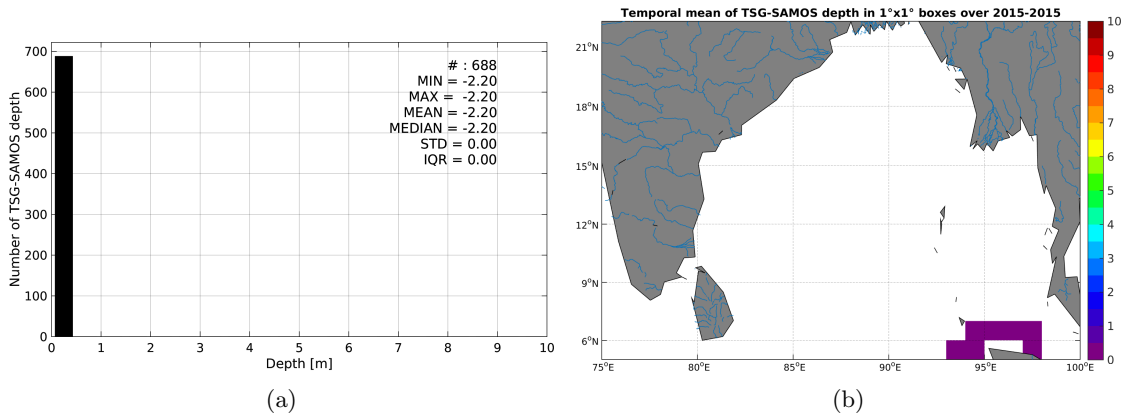 Temporal mean of TSG-SAMOS depth in 1°x1° boxes over 2015-2015
700
600
500
400
300
200
100
0
Number of TSG-SAMOS depth
# : 688
MIN = -2.20
MAX = -2.20
MEAN = -2.20
MEDIAN = -2.20
STD = 0.00
IQR = 0.00
0 1 2 3 4 5 6 7 8 9 10
Depth [m]
(a)
21°N
18°N
15°N
12°N
9°N
6°N
75°E 80°E 85°E 90°E 95°E 100°E
10
9
8
7
6
5
4
3
2
1
0
(b)